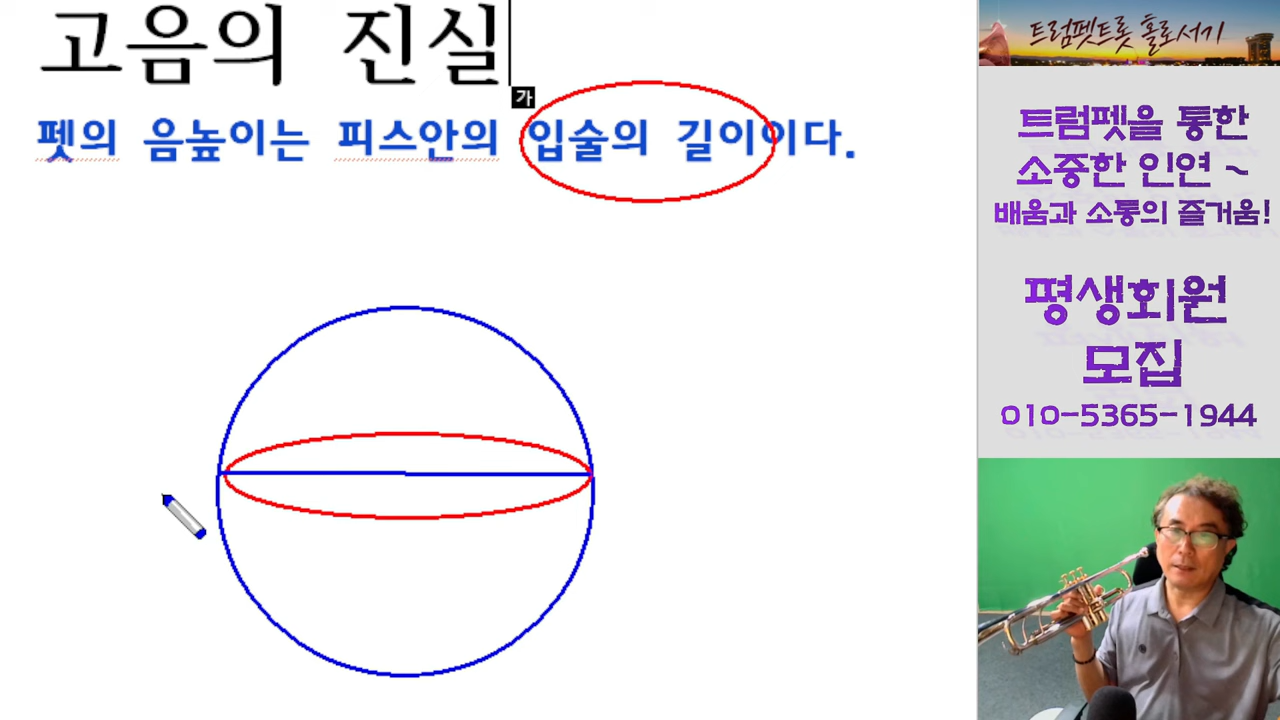 고음의 진실
가
펫의 음높이는 피스안의 입술의 길이이다.
트럼펫트롯 홀로서기
트럼펫을 통한
소중한 인연 ~
배움과 소통의 즐거움!
평생회원
모집
010-5365-1944